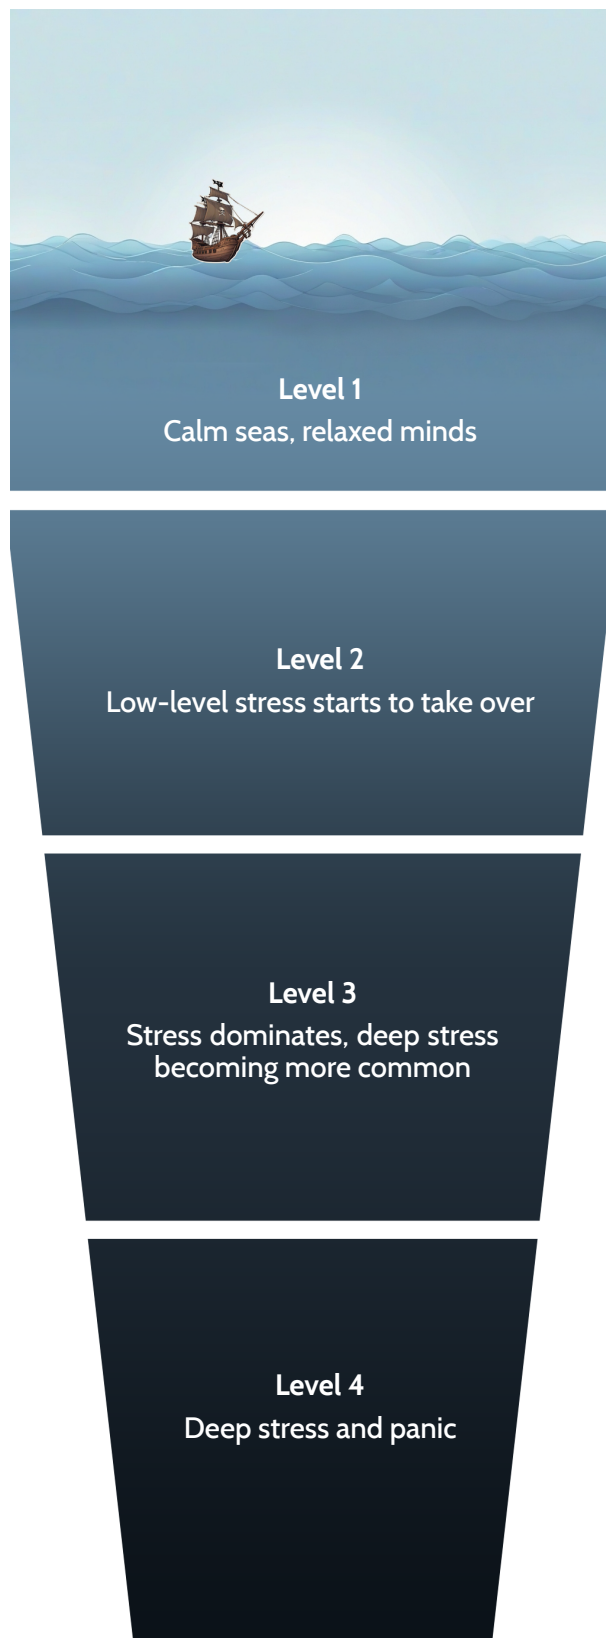 Level 1
Calm seas, relaxed minds
Level 2
Low-level stress starts to take over
Level 3
Stress dominates, deep stress
becoming more common
Level 4
Deep stress and panic